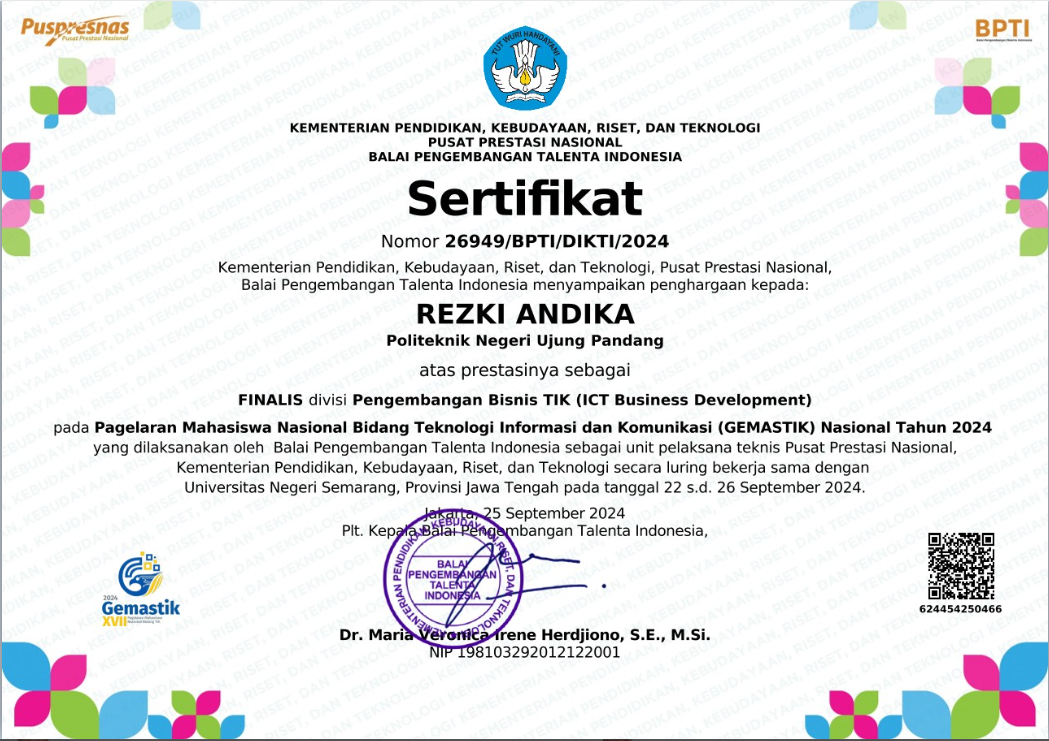 Puspresnas
Pusat Prestasi Nasional
BPTI
Balai Pengembangan Talenta Indonesia
TUT WURI HANDAYANI
KEMENTERIAN PENDIDIKAN, KEBUDAYAAN, RISET, DAN TEKNOLOGI
PUSAT PRESTASI NASIONAL
BALAI PENGEMBANGAN TALENTA INDONESIA
Sertifikat
Nomor 26949/BPTI/DIKTI/2024
Kementerian Pendidikan, Kebudayaan, Riset, dan Teknologi, Pusat Prestasi Nasional,
Balai Pengembangan Talenta Indonesia menyampaikan penghargaan kepada:
REZKI ANDIKA
Politeknik Negeri Ujung Pandang
atas prestasinya sebagai
FINALIS divisi Pengembangan Bisnis TIK (ICT Business Development)
pada Pagelaran Mahasiswa Nasional Bidang Teknologi Informasi dan Komunikasi (GEMASTIK) Nasional Tahun 2024
yang dilaksanakan oleh Balai Pengembangan Talenta Indonesia sebagai unit pelaksana teknis Pusat Prestasi Nasional,
Kementerian Pendidikan, Kebudayaan, Riset, dan Teknologi secara luring bekerja sama dengan
Universitas Negeri Semarang, Provinsi Jawa Tengah pada tanggal 22 s.d. 26 September 2024.
Jakarta, 25 September 2024
Plt. Kepala Balai Pengembangan Talenta Indonesia,
KEMENTERIAN PENDIDIKAN, KEBUDAYAAN, RISET, DAN TEKNOLOGI
BALAI
PENGEMBANGAN
TALENTA
INDONESIA
Dr. Maria Veronica Irene Herdjiono, S.E., M.Si.
NIP 198103292012122001
2024
Gemastik
XVII
624454250466